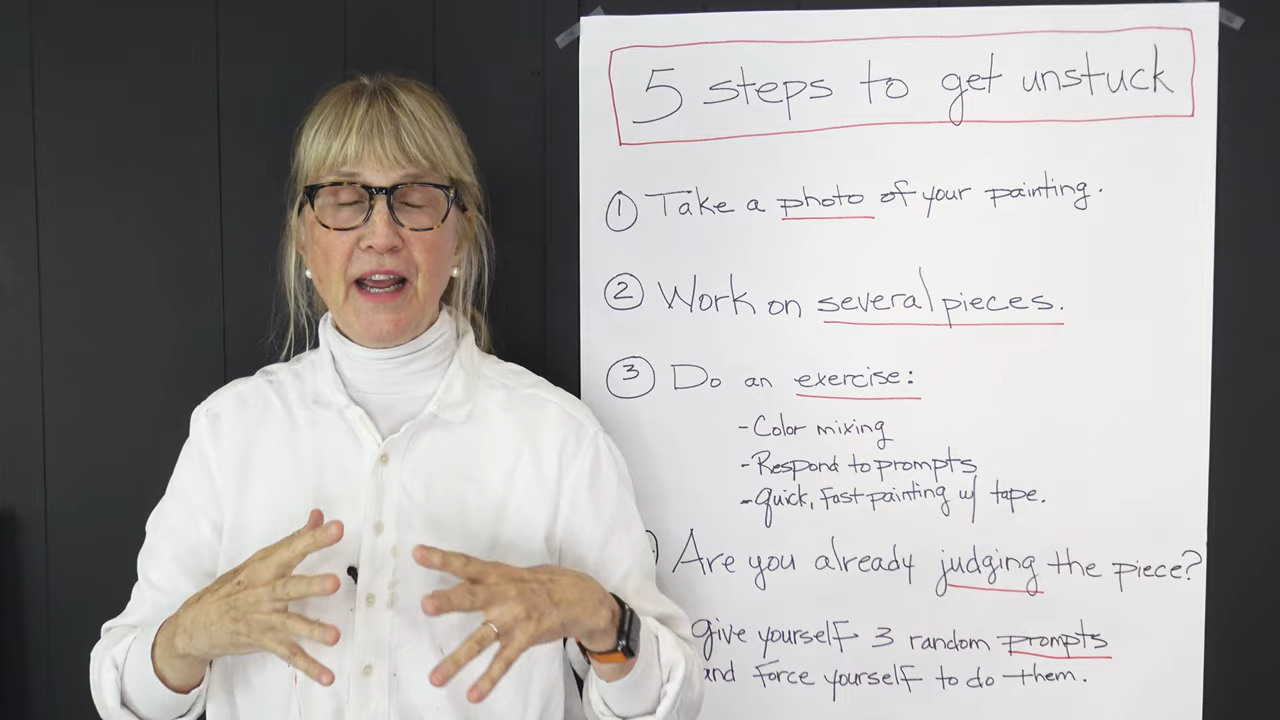 5 steps to get unstuck
① Take a photo of your painting.
② Work on several pieces.
③ Do an exercise:
- Color mixing
- Respond to prompts
- Quick, Fast painting w/ tape.
Are you already judging the piece?
Give yourself 3 random prompts
and Force yourself to do them.